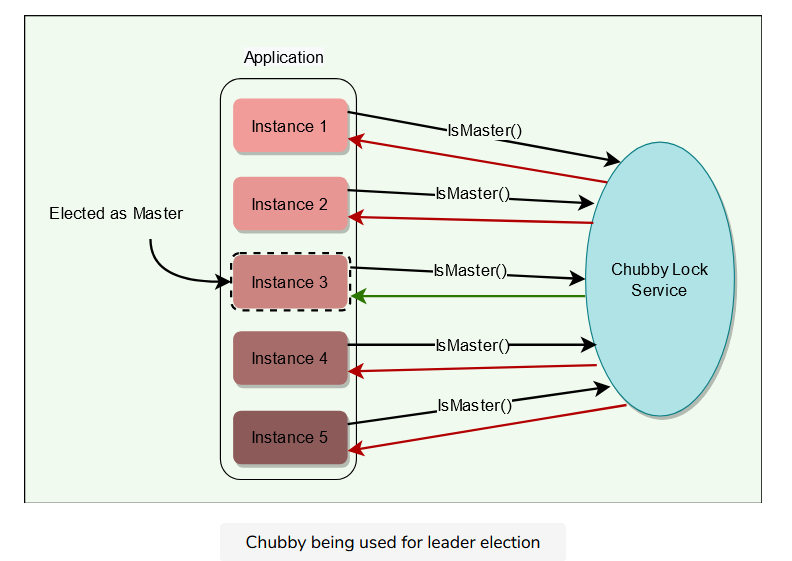 Application
Instance 1
IsMaster()
Instance 2
IsMaster()
Elected as Master
Instance 3
IsMaster()
Chubby Lock
Service
Instance 4
IsMaster()
Instance 5
IsMaster()
Chubby being used for leader election